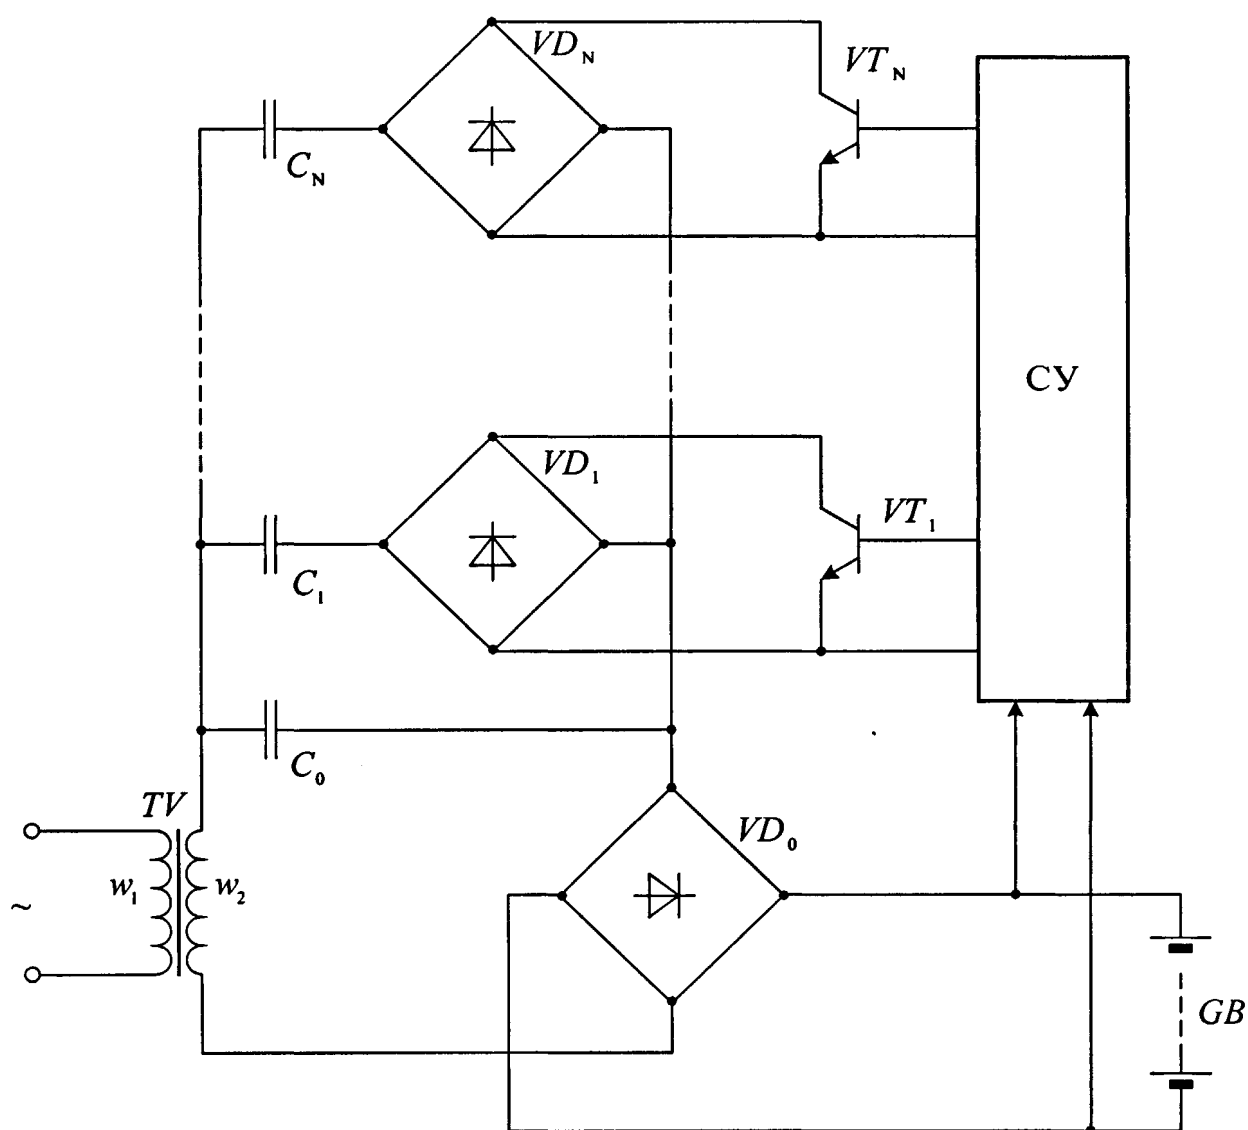 VD_N
VT_N
C_N
СУ
VD_1
VT_1
C_1
C_0
TV
VD_0
w_1
w_2
~
GB